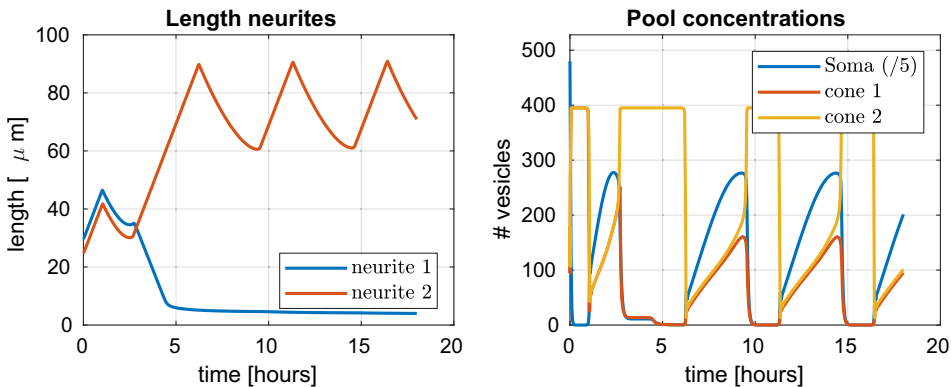 Length neurites
length [ μ m]
100
80
60
40
20
0
0
5
10
15
20
time [hours]
neurite 1
neurite 2
Pool concentrations
# vesicles
500
400
300
200
100
0
0
5
10
15
20
time [hours]
Soma (/5)
cone 1
cone 2